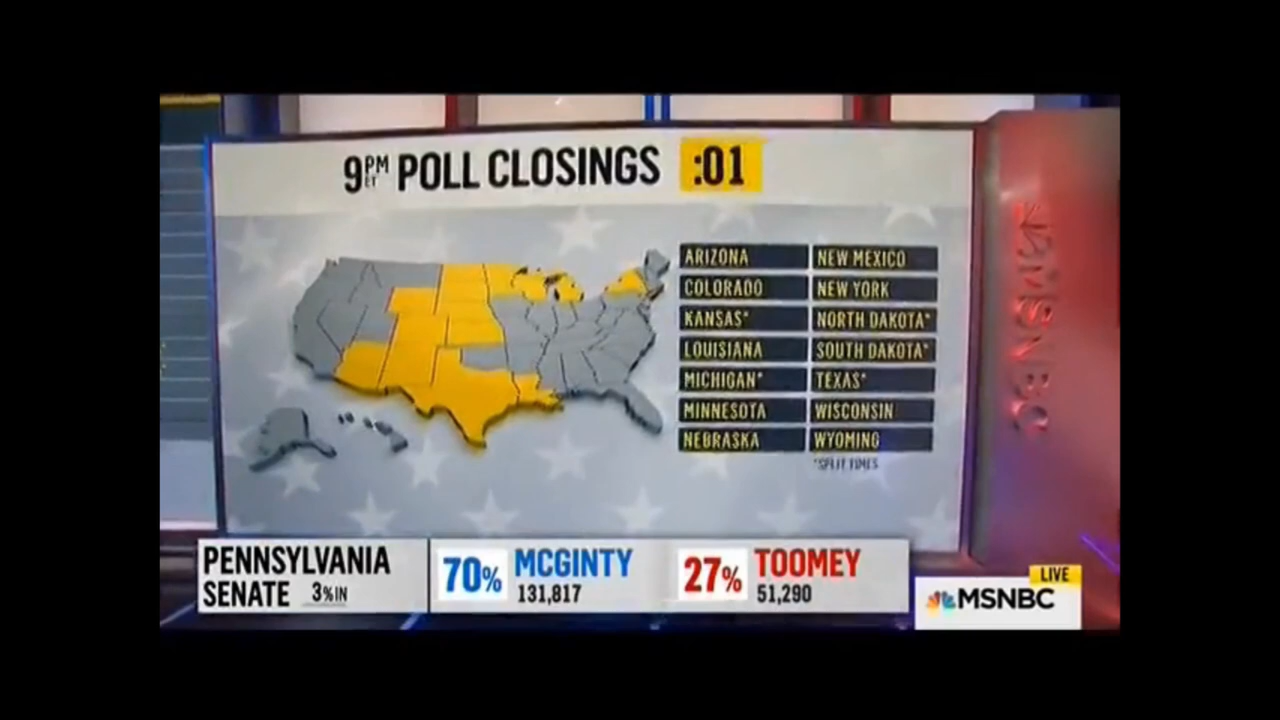 9PM ET POLL CLOSINGS :01
ARIZONA NEW MEXICO
COLORADO NEW YORK
KANSAS* NORTH DAKOTA*
LOUISIANA SOUTH DAKOTA*
MICHIGAN* TEXAS*
MINNESOTA WISCONSIN
NEBRASKA WYOMING
*SPLIT TIMES
MSNBC
PENNSYLVANIA
SENATE 3% IN
70% MCGINTY
131,817
27% TOOMEY
51,290
LIVE
MSNBC